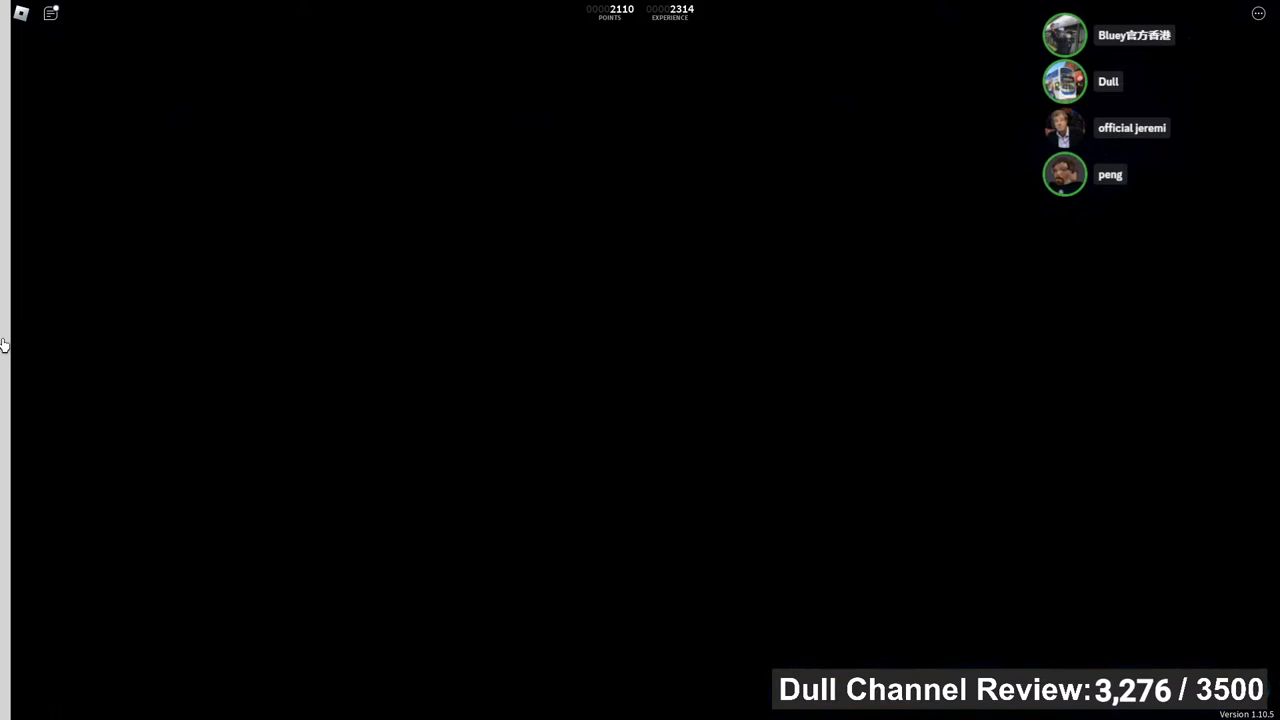 00002110
POINTS
00002314
EXPERIENCE
Bluey官方香港
Dull
official jeremi
peng
Dull Channel Review: 3,276 / 3500
Version 1.10.5